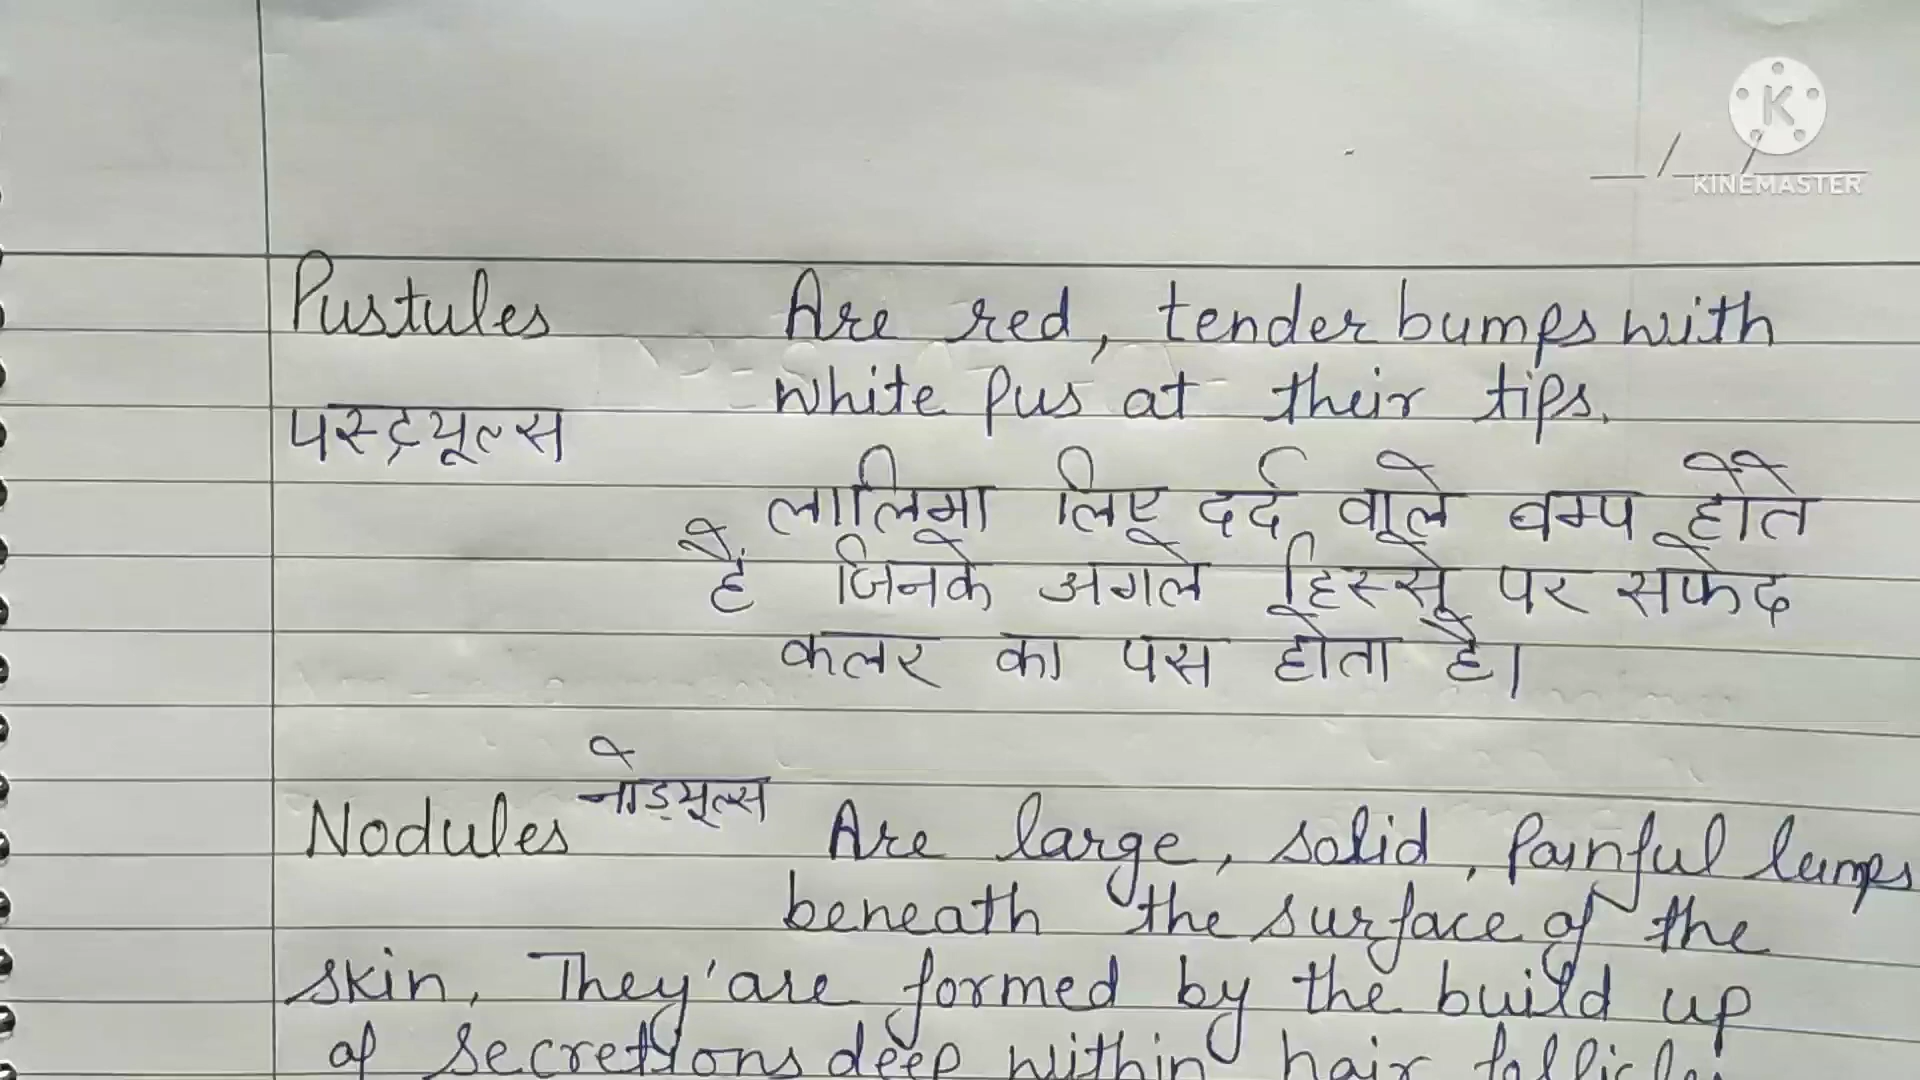 KINEMASTER
Pustules Are red, tender bumps with
white pus at their tips.
पस्ट्यूल्स
लालिमा लिए दर्द वाले बम्प होते
हैं जिनके अगले हिस्से पर सफेद
कलर का पस होता है।
नोड्यूल्स
Nodules Are large, solid, Painful lumps
beneath the surface of the
skin, They are formed by the build up
of secretions deep within hair follicles